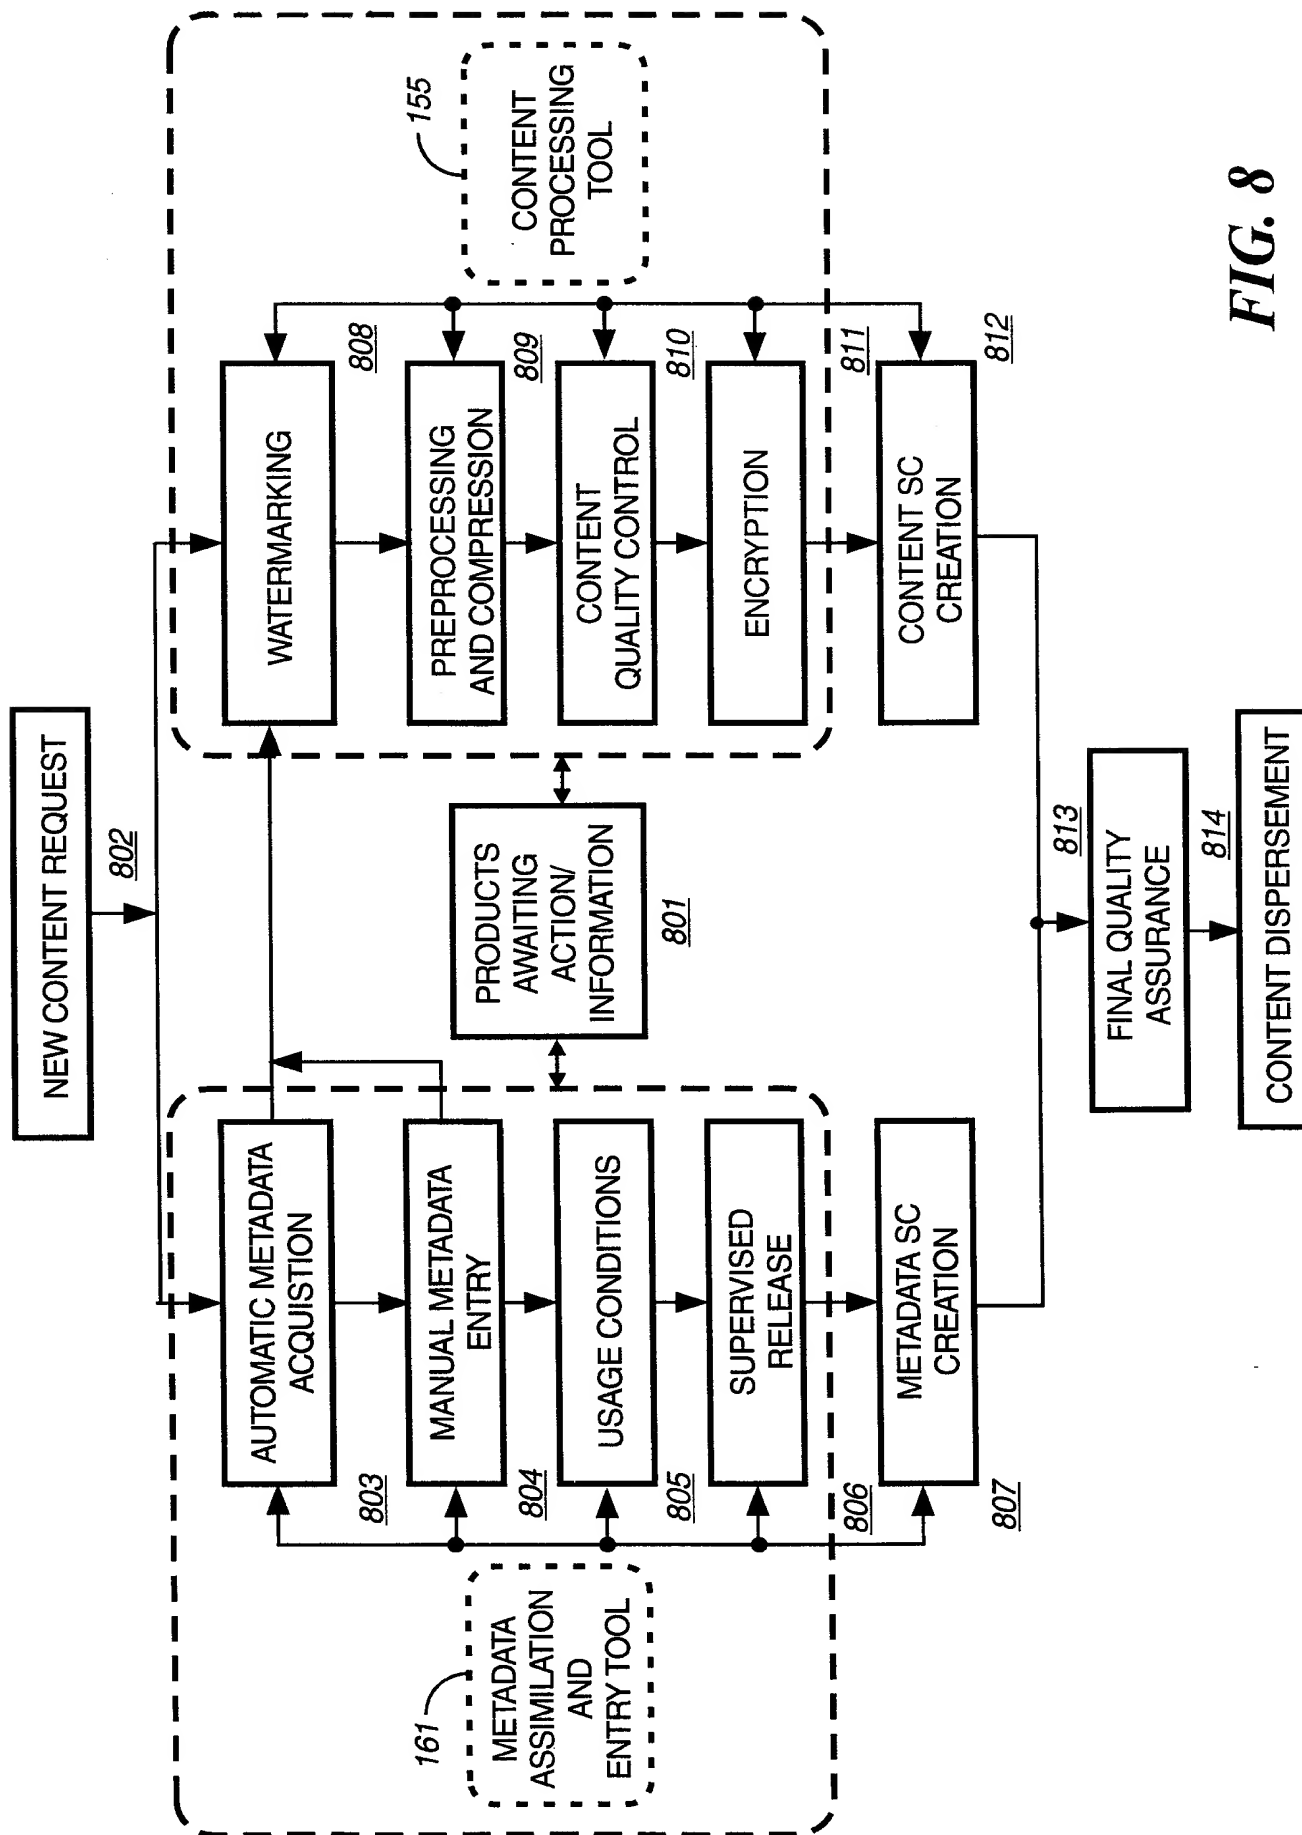 NEW CONTENT REQUEST
802
AUTOMATIC METADATA
ACQUISTION
803
MANUAL METADATA
ENTRY
804
USAGE CONDITIONS
805
SUPERVISED
RELEASE
806
METADATA SC
CREATION
807
161
METADATA
ASSIMILATION
AND
ENTRY TOOL
PRODUCTS
AWAITING
ACTION/
INFORMATION
801
WATERMARKING
808
PREPROCESSING
AND COMPRESSION
809
CONTENT
QUALITY CONTROL
810
ENCRYPTION
811
CONTENT SC
CREATION
812
155
CONTENT
PROCESSING
TOOL
813
FINAL QUALITY
ASSURANCE
814
CONTENT DISPERSEMENT
FIG. 8